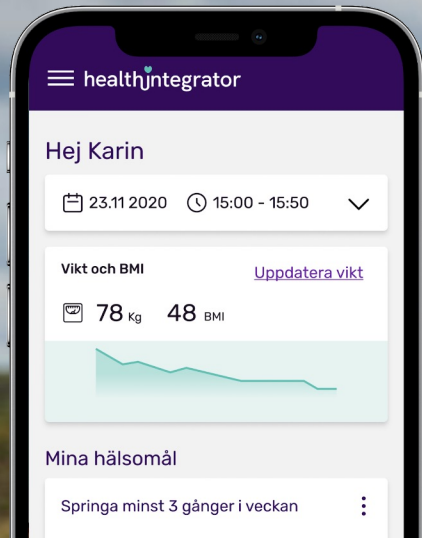 healthintegrator
Hej Karin
23.11 2020 15:00 - 15:50
Vikt och BMI Uppdatera vikt
78 Kg 48 BMI
Mina hälsomål
Springa minst 3 gånger i veckan